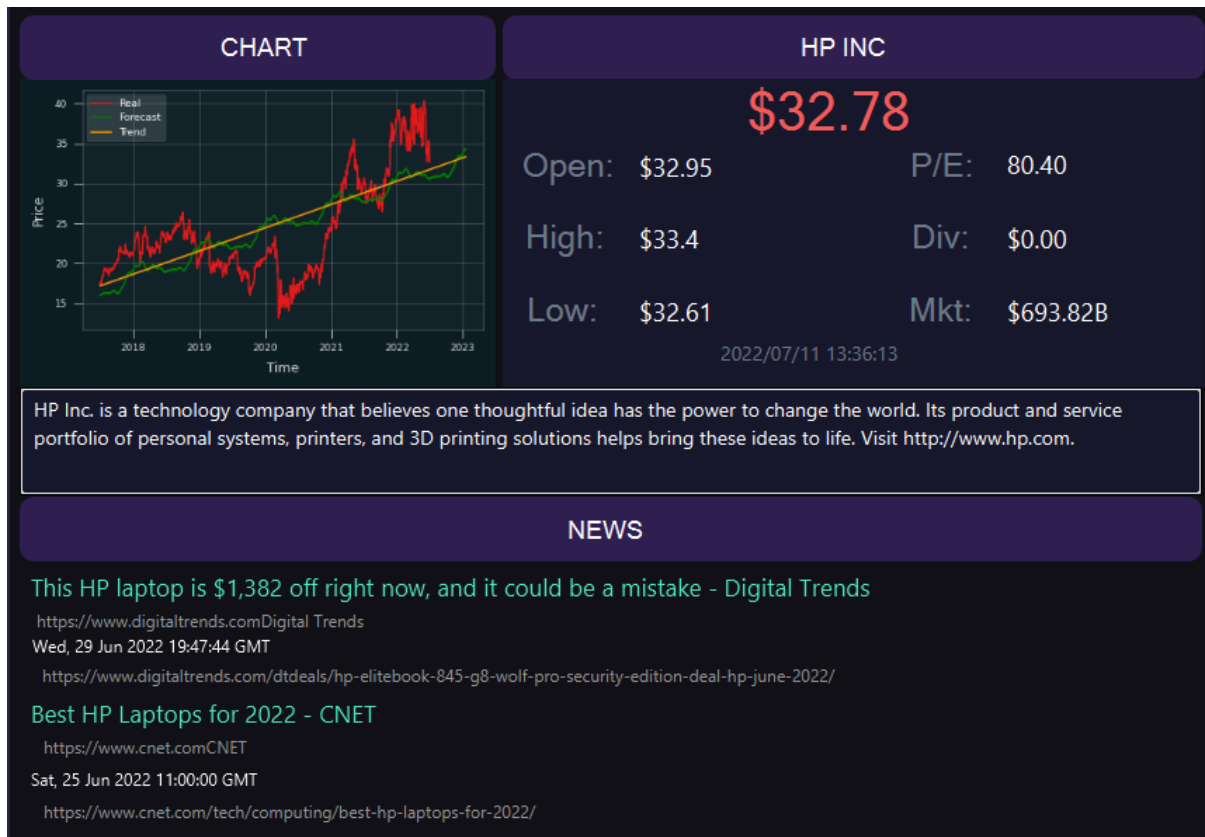 CHART
40
35
30
25
20
15
Price
Real
Forecast
Trend
2018 2019 2020 2021 2022 2023
Time
HP INC
$32.78
Open: $32.95 P/E: 80.40
High: $33.4 Div: $0.00
Low: $32.61 Mkt: $693.82B
2022/07/11 13:36:13
HP Inc. is a technology company that believes one thoughtful idea has the power to change the world. Its product and service
portfolio of personal systems, printers, and 3D printing solutions helps bring these ideas to life. Visit http://www.hp.com.
NEWS
This HP laptop is $1,382 off right now, and it could be a mistake - Digital Trends
https://www.digitaltrends.comDigital Trends
Wed, 29 Jun 2022 19:47:44 GMT
https://www.digitaltrends.com/dtdeals/hp-elitebook-845-g8-wolf-pro-security-edition-deal-hp-june-2022/
Best HP Laptops for 2022 - CNET
https://www.cnet.comCNET
Sat, 25 Jun 2022 11:00:00 GMT
https://www.cnet.com/tech/computing/best-hp-laptops-for-2022/